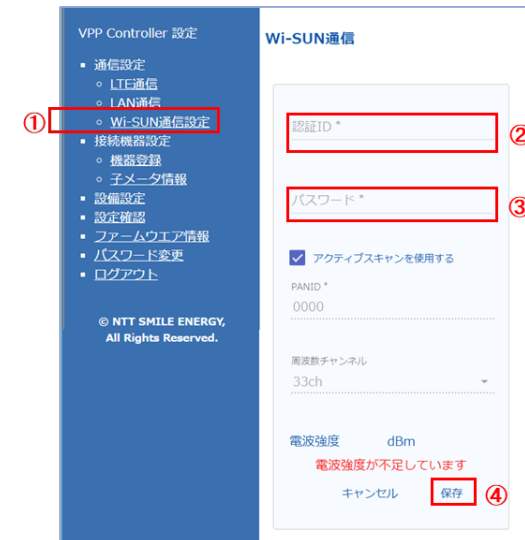 VPP Controller 設定
通信設定
LTE通信
LAN通信
① Wi-SUN通信設定
接続機器設定
機器登録
子メータ情報
設備設定
設定確認
ファームウエア情報
パスワード変更
ログアウト
© NTT SMILE ENERGY,
All Rights Reserved.
Wi-SUN通信
認証ID * ②
パスワード * ③
アクティブスキャンを使用する
PANID *
0000
周波数チャンネル
33ch
電波強度 dBm
電波強度が不足しています
キャンセル 保存 ④